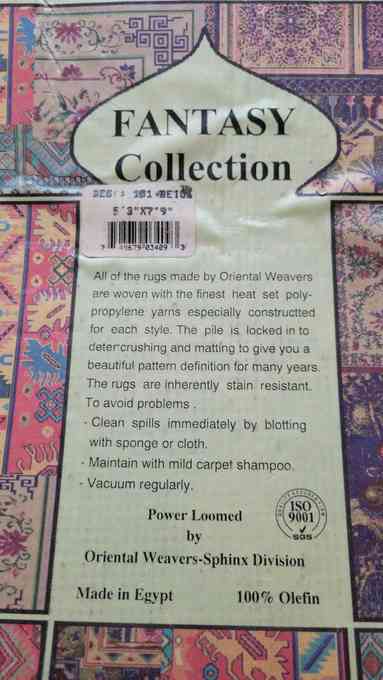 FANTASY
Collection
5'3"X7'9"
All of the rugs made by Oriental Weavers
are woven with the finest heat set poly-
propylene yarns especially constructted
for each style. The pile is locked in to
deter crushing and matting to give you a
beautiful pattern definition for many years.
The rugs are inherently stain resistant.
To avoid problems .
- Clean spills immediately by blotting
with sponge or cloth.
- Maintain with mild carpet shampoo.
- Vacuum regularly.
ISO
9001
SGS
Power Loomed
by
Oriental Weavers-Sphinx Division
Made in Egypt 100% Olefin